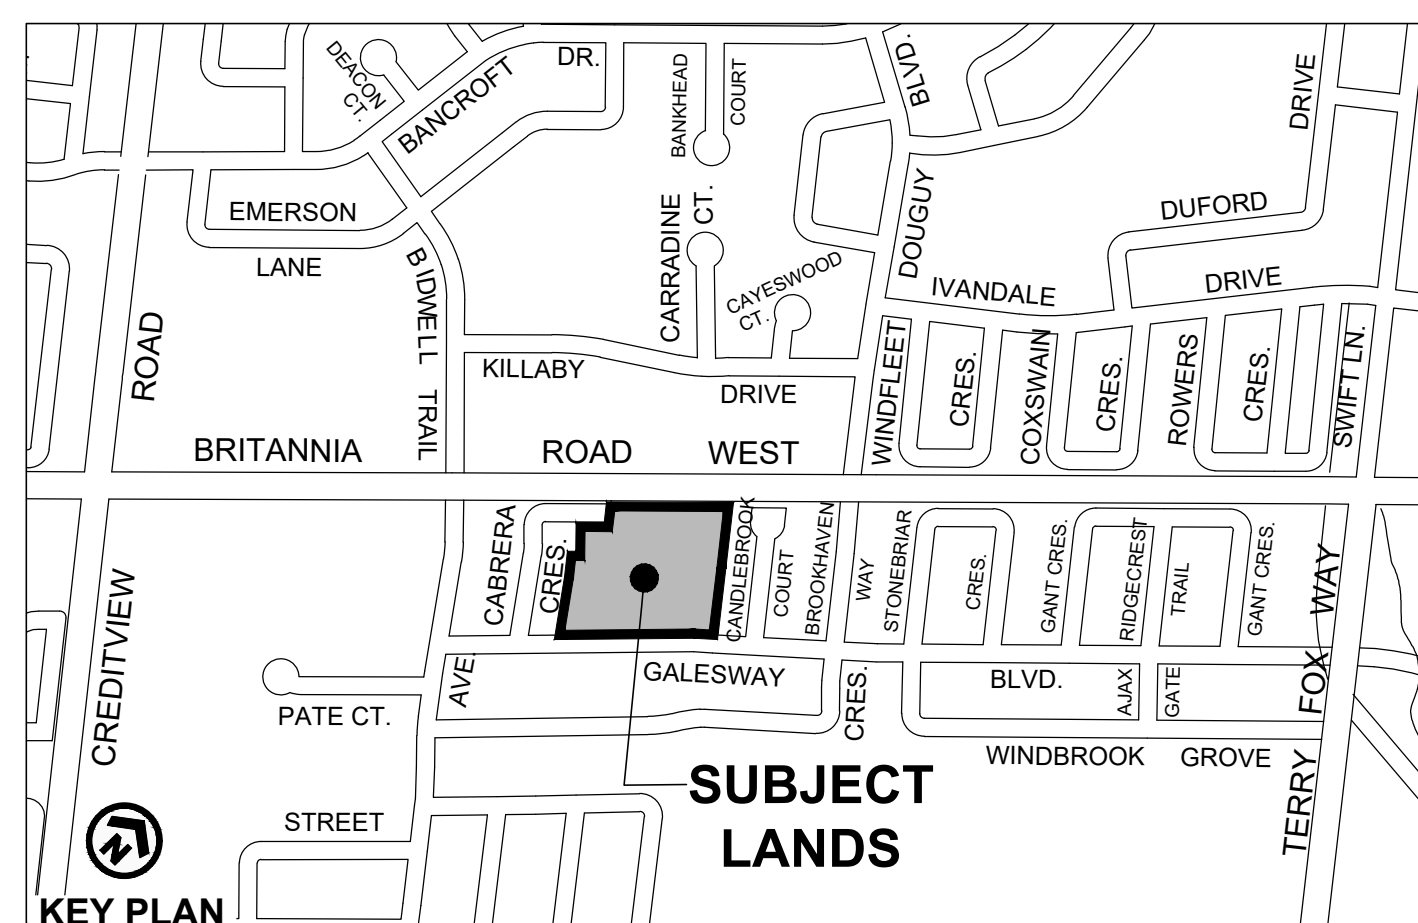 DEACON
CT.
BANCROFT
DR.
BANKHEAD
COURT
BLVD.
DRIVE
EMERSON
LANE
BIDWELL TRAIL
CARRADINE
CT.
CAYESWOOD
CT.
DOUGUY
DUFORD
IVANDALE
DRIVE
ROAD
KILLABY
DRIVE
WINDFLEET
CRES.
COXSWAIN
CRES.
ROWERS
CRES.
SWIFT LN.
BRITANNIA
ROAD
WEST
CABRERA
CRES.
CANDLEBROOK
COURT
BROOKHAVEN
WAY
STONEBRIAR
CRES.
GANT CRES.
RIDGECREST
TRAIL
GANT CRES.
CREDITVIEW
AVE.
PATE CT.
GALESWAY
CRES.
BLVD.
AJAX
GATE
TERRY FOX WAY
WINDBROOK
GROVE
SUBJECT
LANDS
STREET
N
KEY PLAN